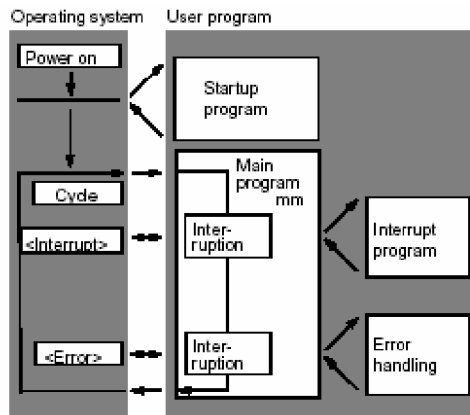 Operating system
User program
Power on
Startup
program
Main
program
mm
Cycle
Inter-
ruption
<Interrupt>
Interrupt
program
Inter-
ruption
<Error>
Error
handling